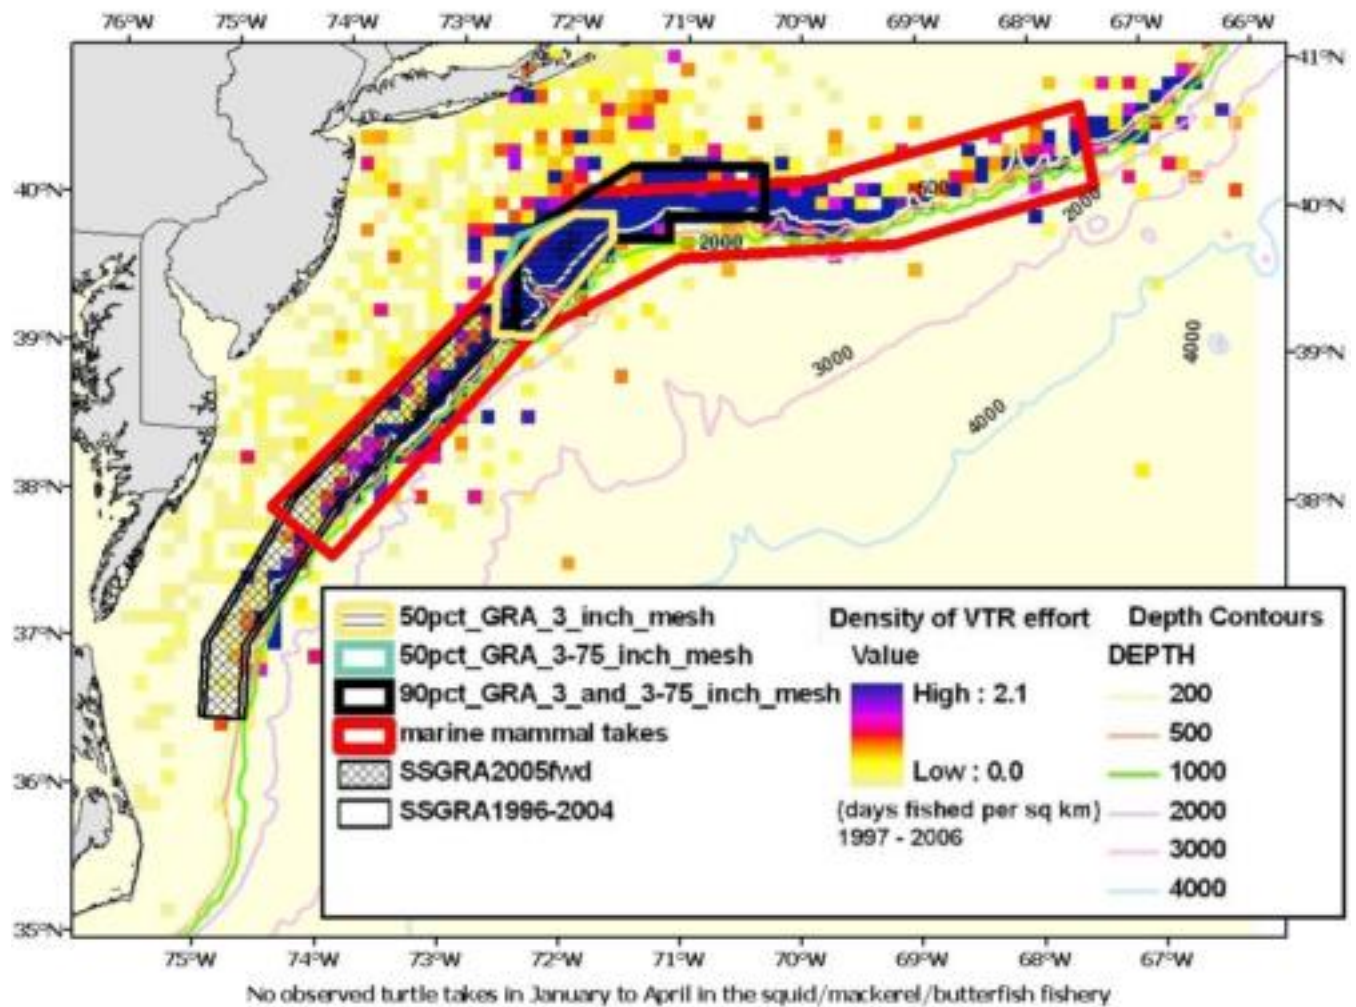 76°W 75°W 74°W 73°W 72°W 71°W 70°W 69°W 68°W 67°W 66°W
41°N
40°N 40°N
39°N 39°N
38°N 38°N
37°N
36°N
35°N
500
2000
2000
3000
4000
4000
50pct_GRA_3_inch_mesh
50pct_GRA_3-75_inch_mesh
90pct_GRA_3_and_3-75_inch_mesh
marine mammal takes
SSGRA2005fwd
SSGRA1996-2004
Density of VTR effort
Value
High : 2.1
Low : 0.0
(days fished per sq km)
1997 - 2006
Depth Contours
DEPTH
200
500
1000
2000
3000
4000
75°W 74°W 73°W 72°W 71°W 70°W 69°W 68°W 67°W
No observed turtle takes in January to April in the squid/mackerel/butterfish fishery